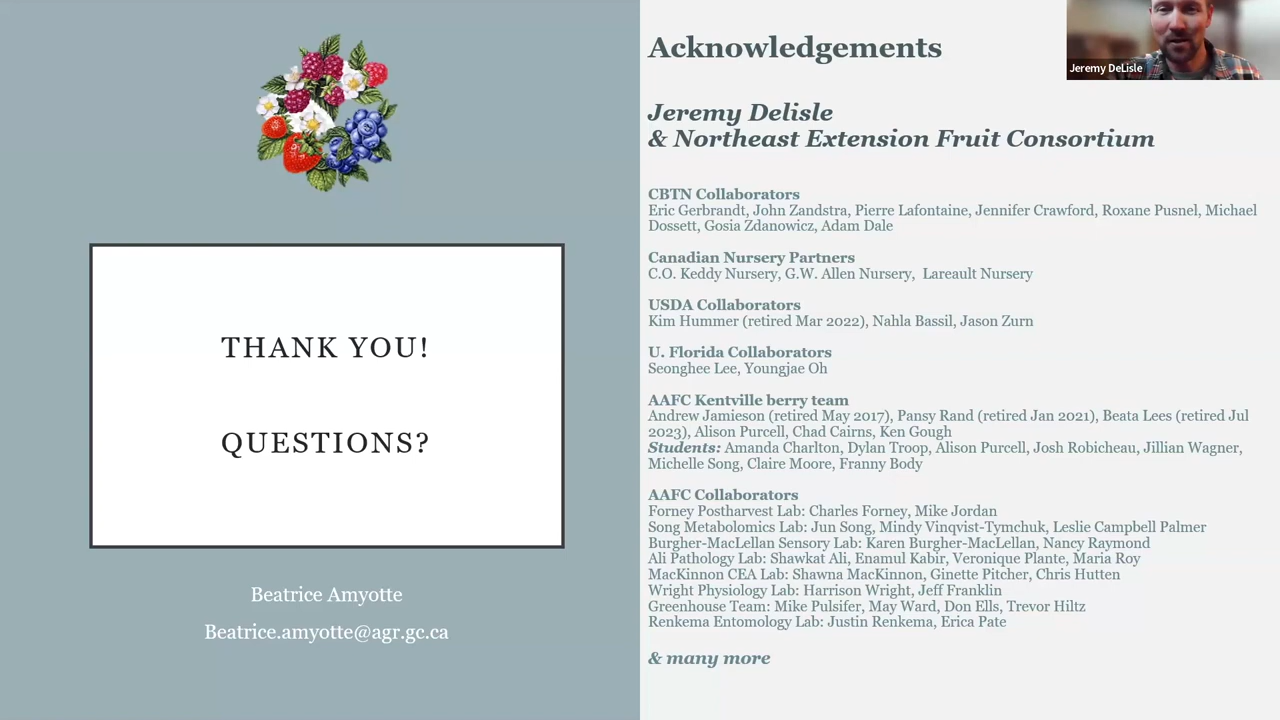 THANK YOU!
QUESTIONS?
Beatrice Amyotte
Beatrice.amyotte@agr.gc.ca
Acknowledgements
Jeremy Delisle
& Northeast Extension Fruit Consortium
CBTN Collaborators
Eric Gerbrandt, John Zandstra, Pierre Lafontaine, Jennifer Crawford, Roxane Pusnel, Michael
Dossett, Gosia Zdanowicz, Adam Dale
Canadian Nursery Partners
C.O. Keddy Nursery, G.W. Allen Nursery,  Lareault Nursery
USDA Collaborators
Kim Hummer (retired Mar 2022), Nahla Bassil, Jason Zurn
U. Florida Collaborators
Seonghee Lee, Youngjae Oh
AAFC Kentville berry team
Andrew Jamieson (retired May 2017), Pansy Rand (retired Jan 2021), Beata Lees (retired Jul
2023), Alison Purcell, Chad Cairns, Ken Gough
Students: Amanda Charlton, Dylan Troop, Alison Purcell, Josh Robicheau, Jillian Wagner,
Michelle Song, Claire Moore, Franny Body
AAFC Collaborators
Forney Postharvest Lab: Charles Forney, Mike Jordan
Song Metabolomics Lab: Jun Song, Mindy Vinqvist-Tymchuk, Leslie Campbell Palmer
Burgher-MacLellan Sensory Lab: Karen Burgher-MacLellan, Nancy Raymond
Ali Pathology Lab: Shawkat Ali, Enamul Kabir, Veronique Plante, Maria Roy
MacKinnon CEA Lab: Shawna MacKinnon, Ginette Pitcher, Chris Hutten
Wright Physiology Lab: Harrison Wright, Jeff Franklin
Greenhouse Team: Mike Pulsifer, May Ward, Don Ells, Trevor Hiltz
Renkema Entomology Lab: Justin Renkema, Erica Pate
& many more
Jeremy DeLisle